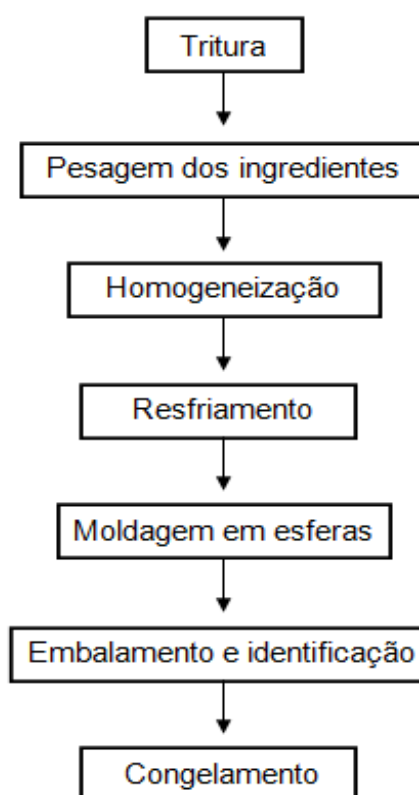 Tritura
Pesagem dos ingredientes
Homogeneização
Resfriamento
Moldagem em esferas
Embalamento e identificação
Congelamento